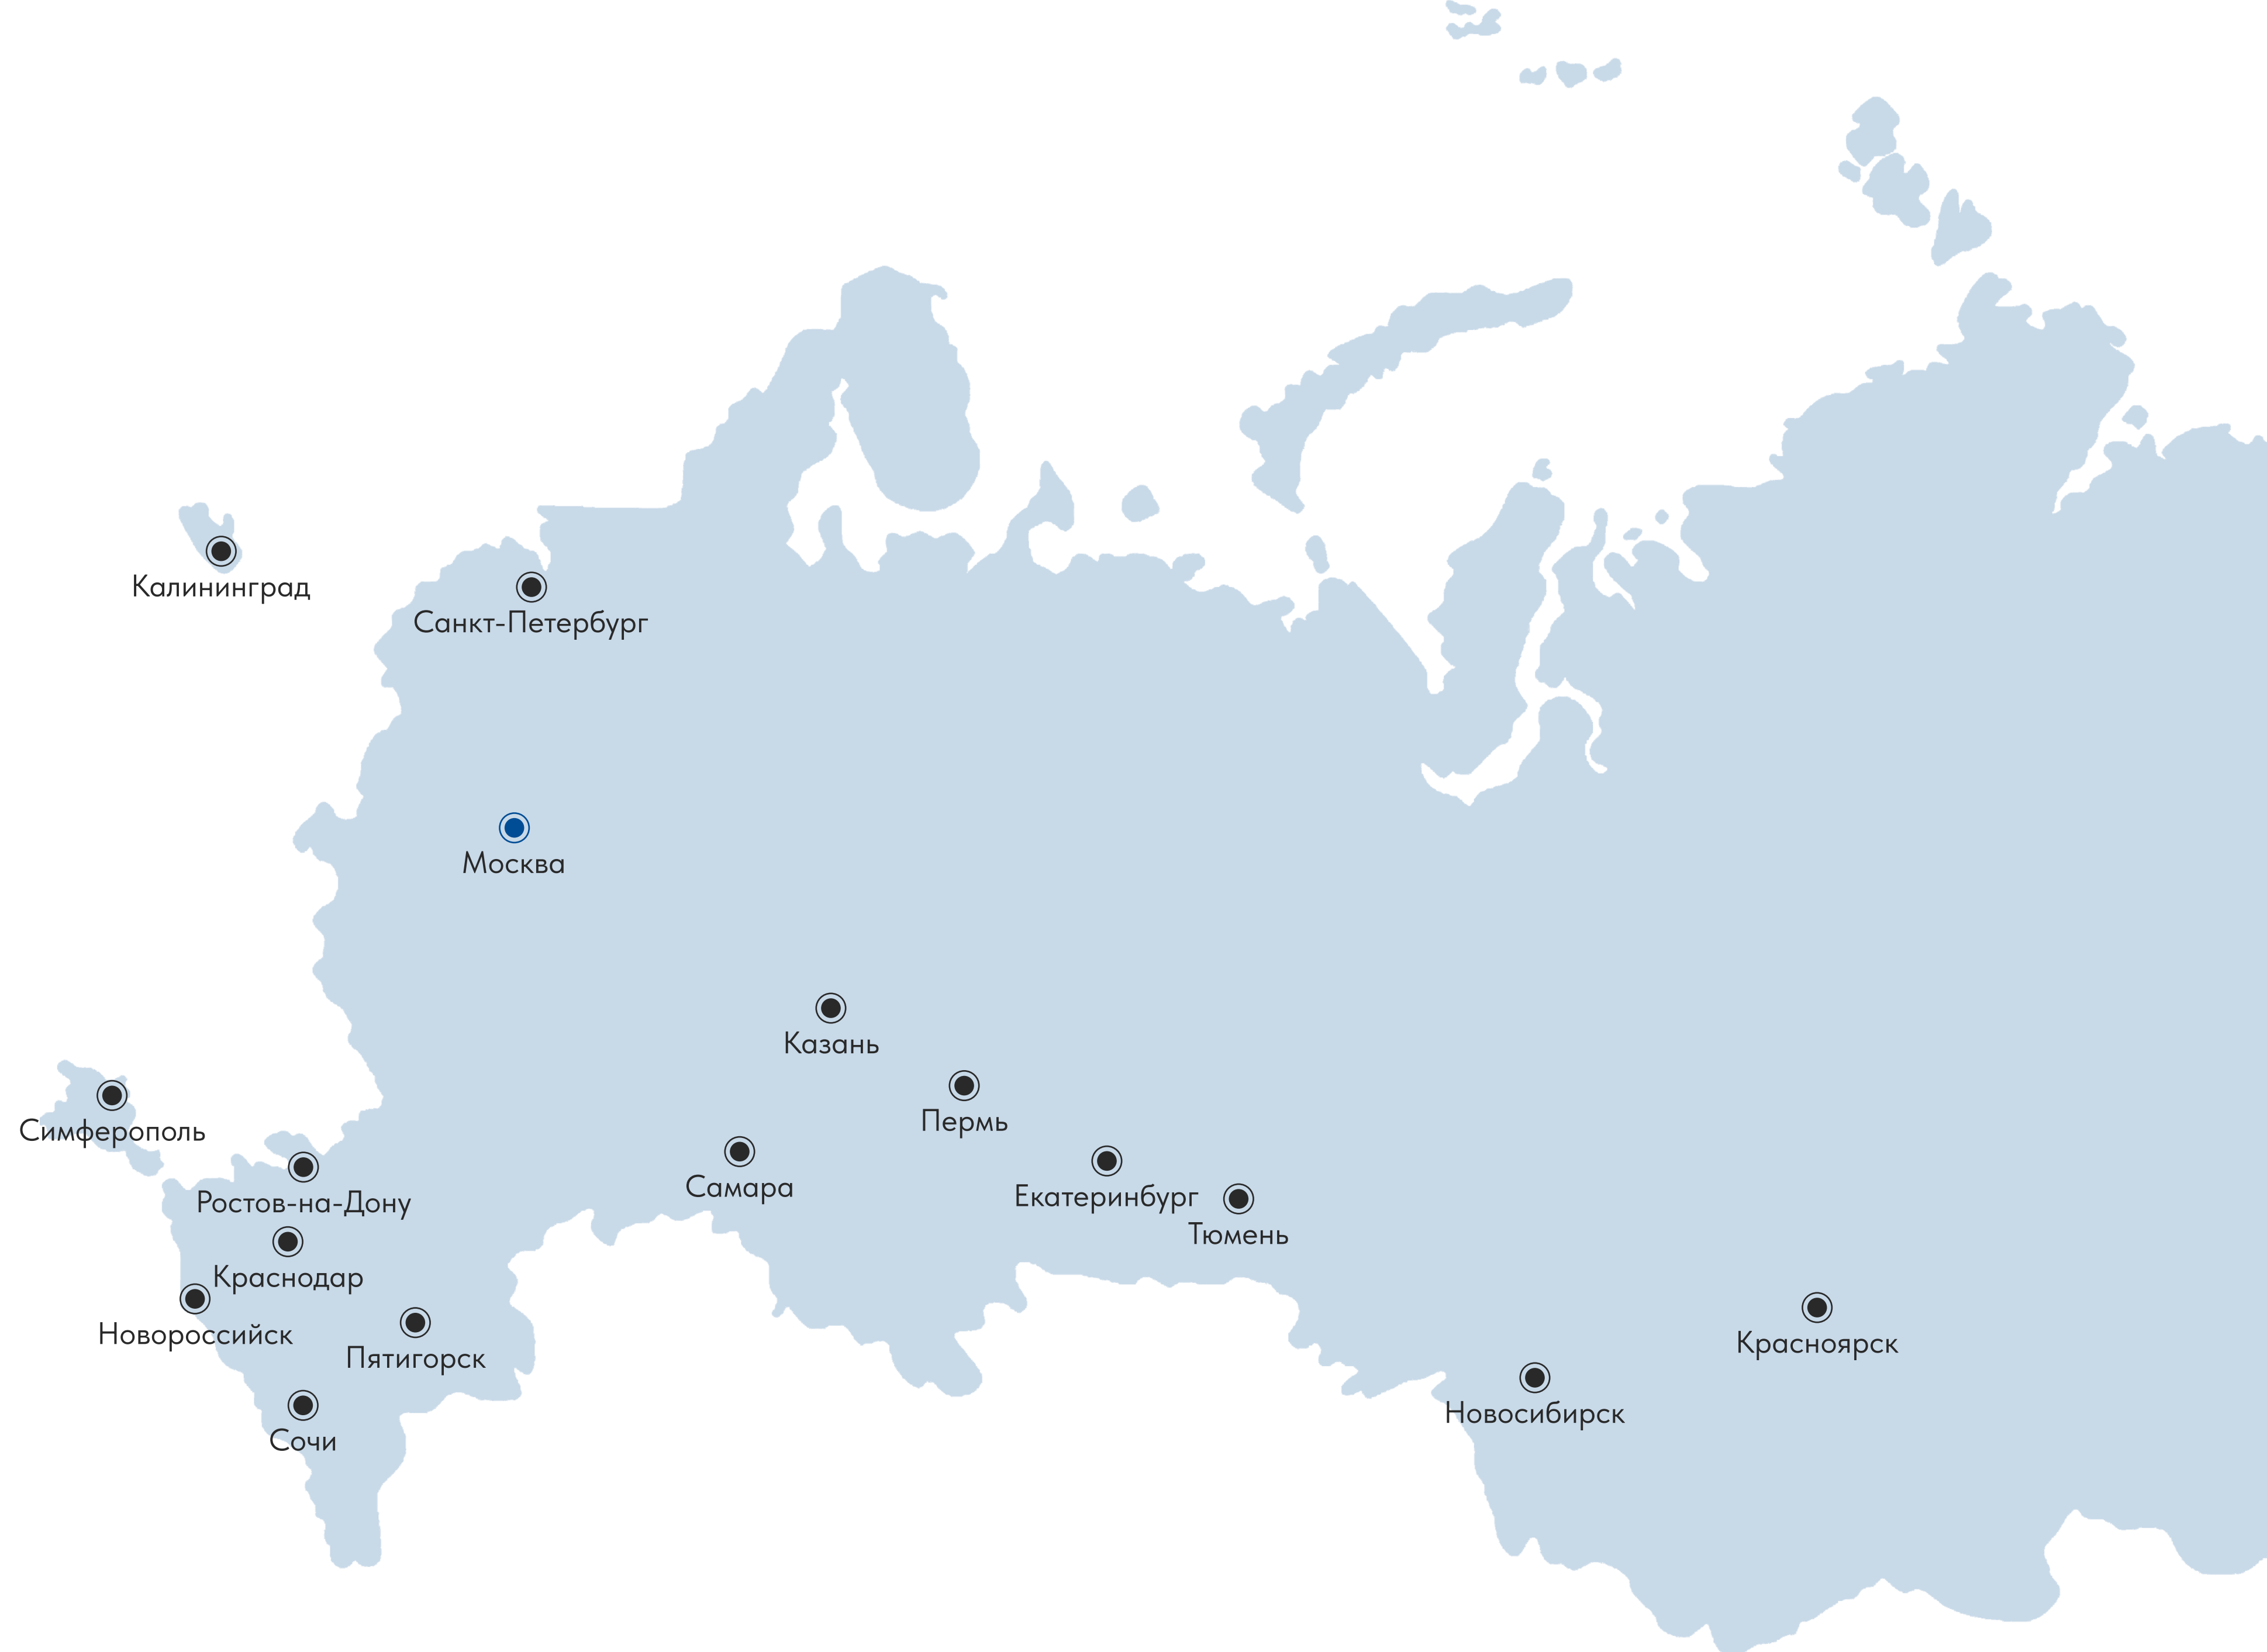 Калининград
Санкт-Петербург
Москва
Казань
Пермь
Симферополь
Самара
Екатеринбург
Ростов-на-Дону
Тюмень
Краснодар
Новороссийск
Красноярск
Пятигорск
Новосибирск
Сочи